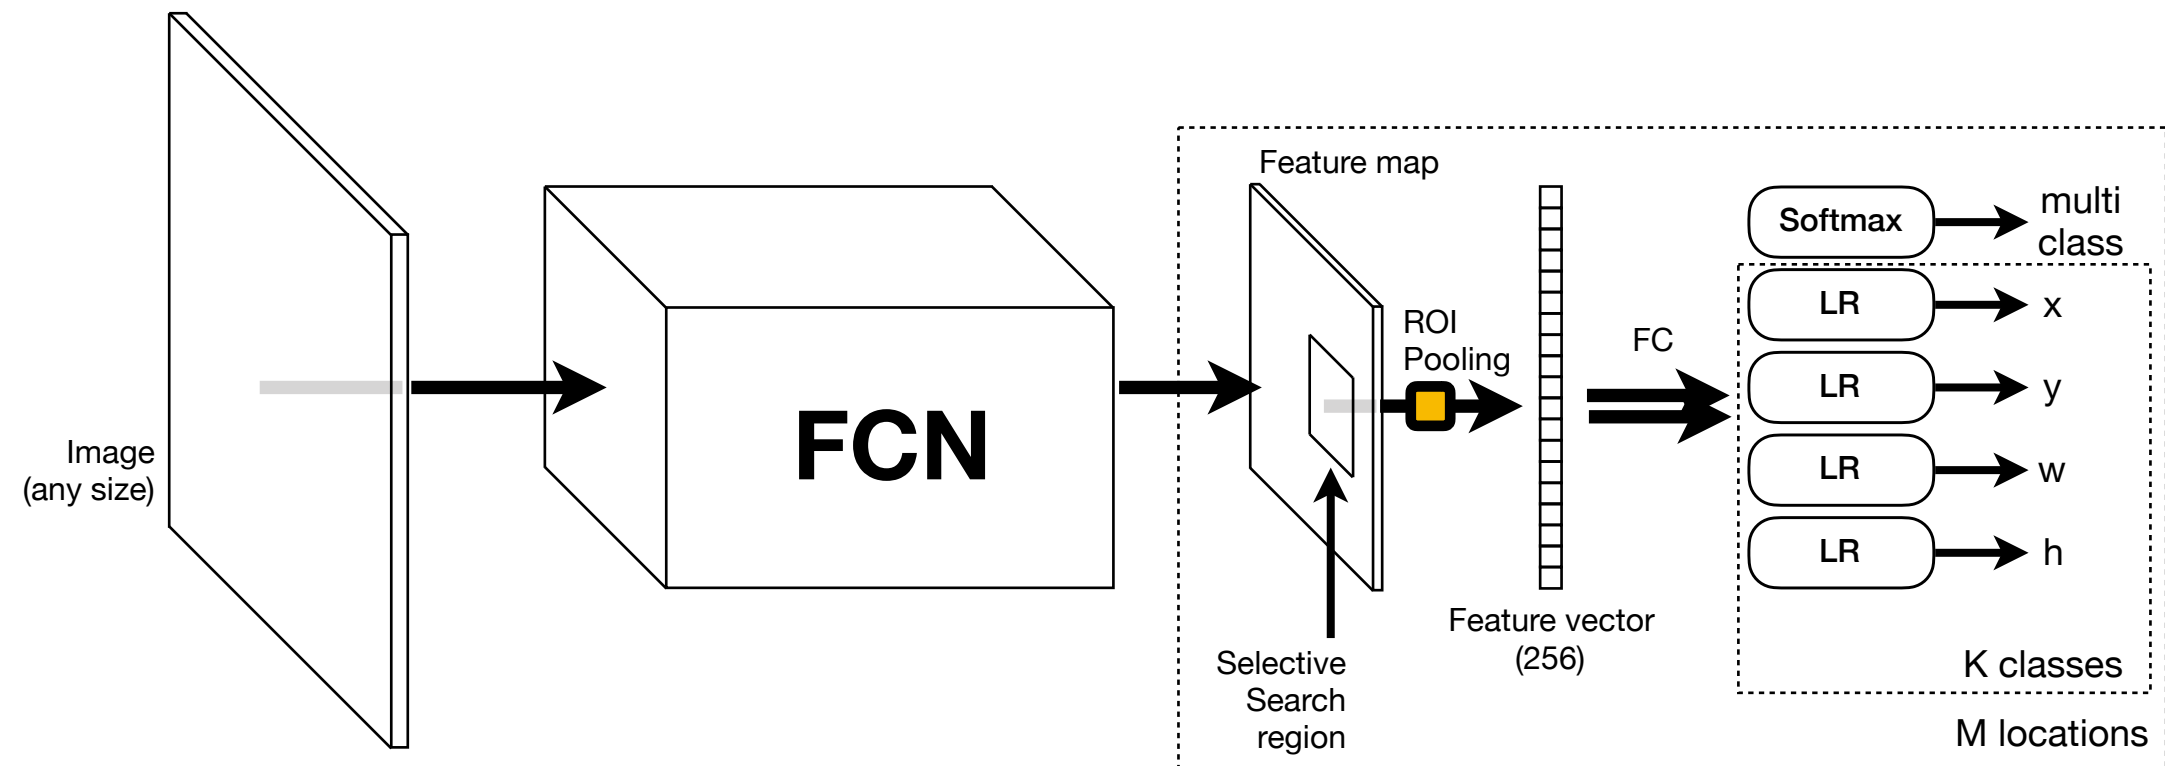 Image
(any size)
FCN
Feature map
Selective
Search
region
ROI
Pooling
Feature vector
(256)
FC
Softmax
multi
class
LR
x
LR
y
LR
w
LR
h
K classes
M locations